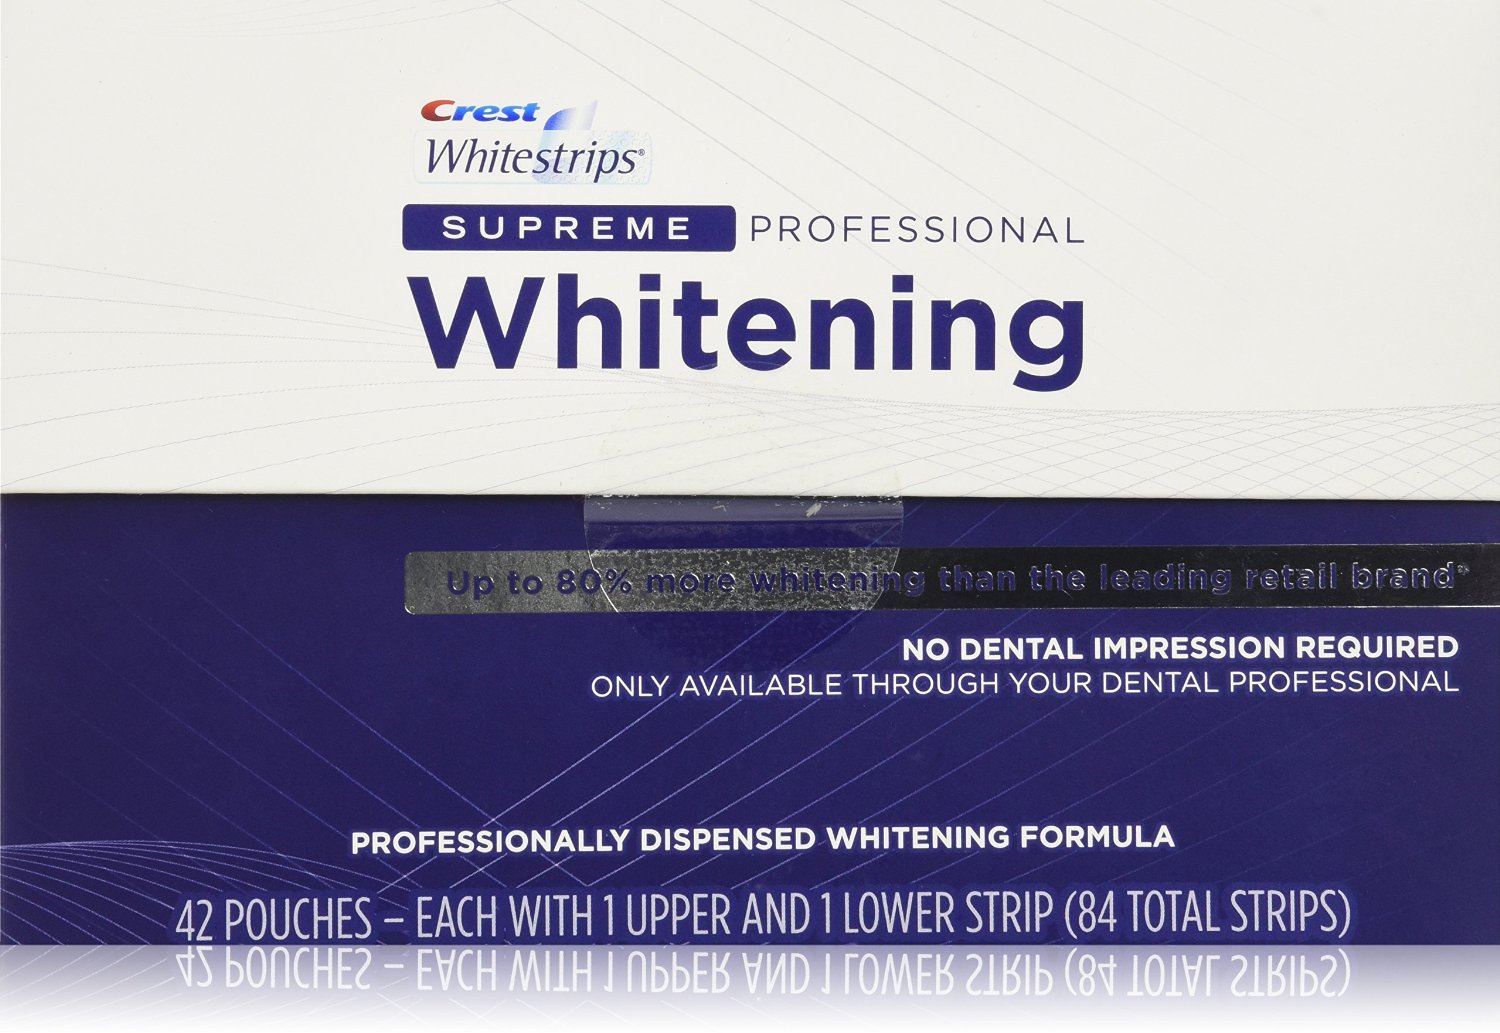 Crest
Whitestrips®
SUPREME PROFESSIONAL
Whitening
Up to 80% more whitening than the leading retail brand*
NO DENTAL IMPRESSION REQUIRED
ONLY AVAILABLE THROUGH YOUR DENTAL PROFESSIONAL
PROFESSIONALLY DISPENSED WHITENING FORMULA
42 POUCHES – EACH WITH 1 UPPER AND 1 LOWER STRIP (84 TOTAL STRIPS)